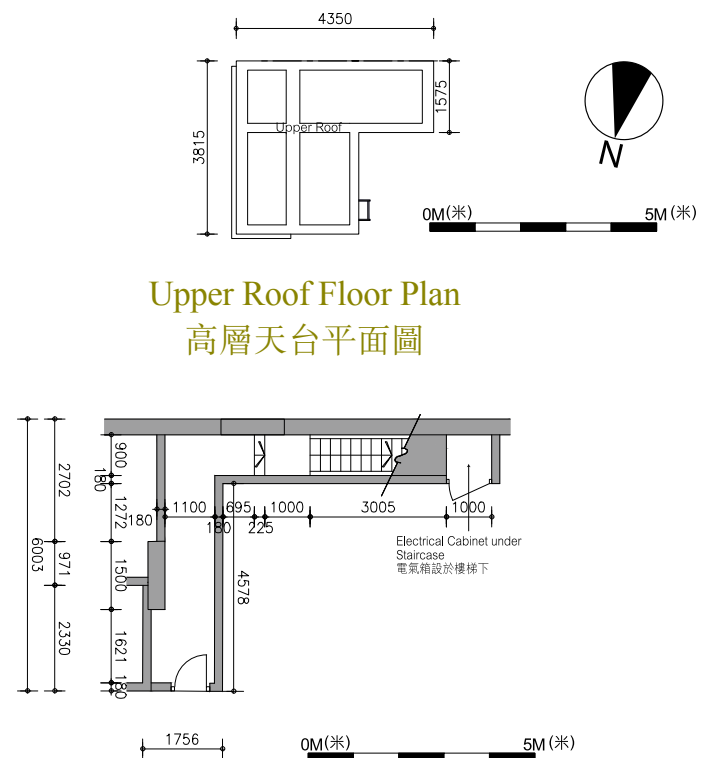 4350
3815
1575
Upper Roof
N
0M(米)
5M(米)
Upper Roof Floor Plan
高層天台平面圖
900
2702
180
1272
180
1100
695
1000
3005
1000
180
225
Electrical Cabinet under
Staircase
電氣箱設於樓梯下
6003
971
1500
4578
2330
1621
180
1756
0M(米)
5M(米)